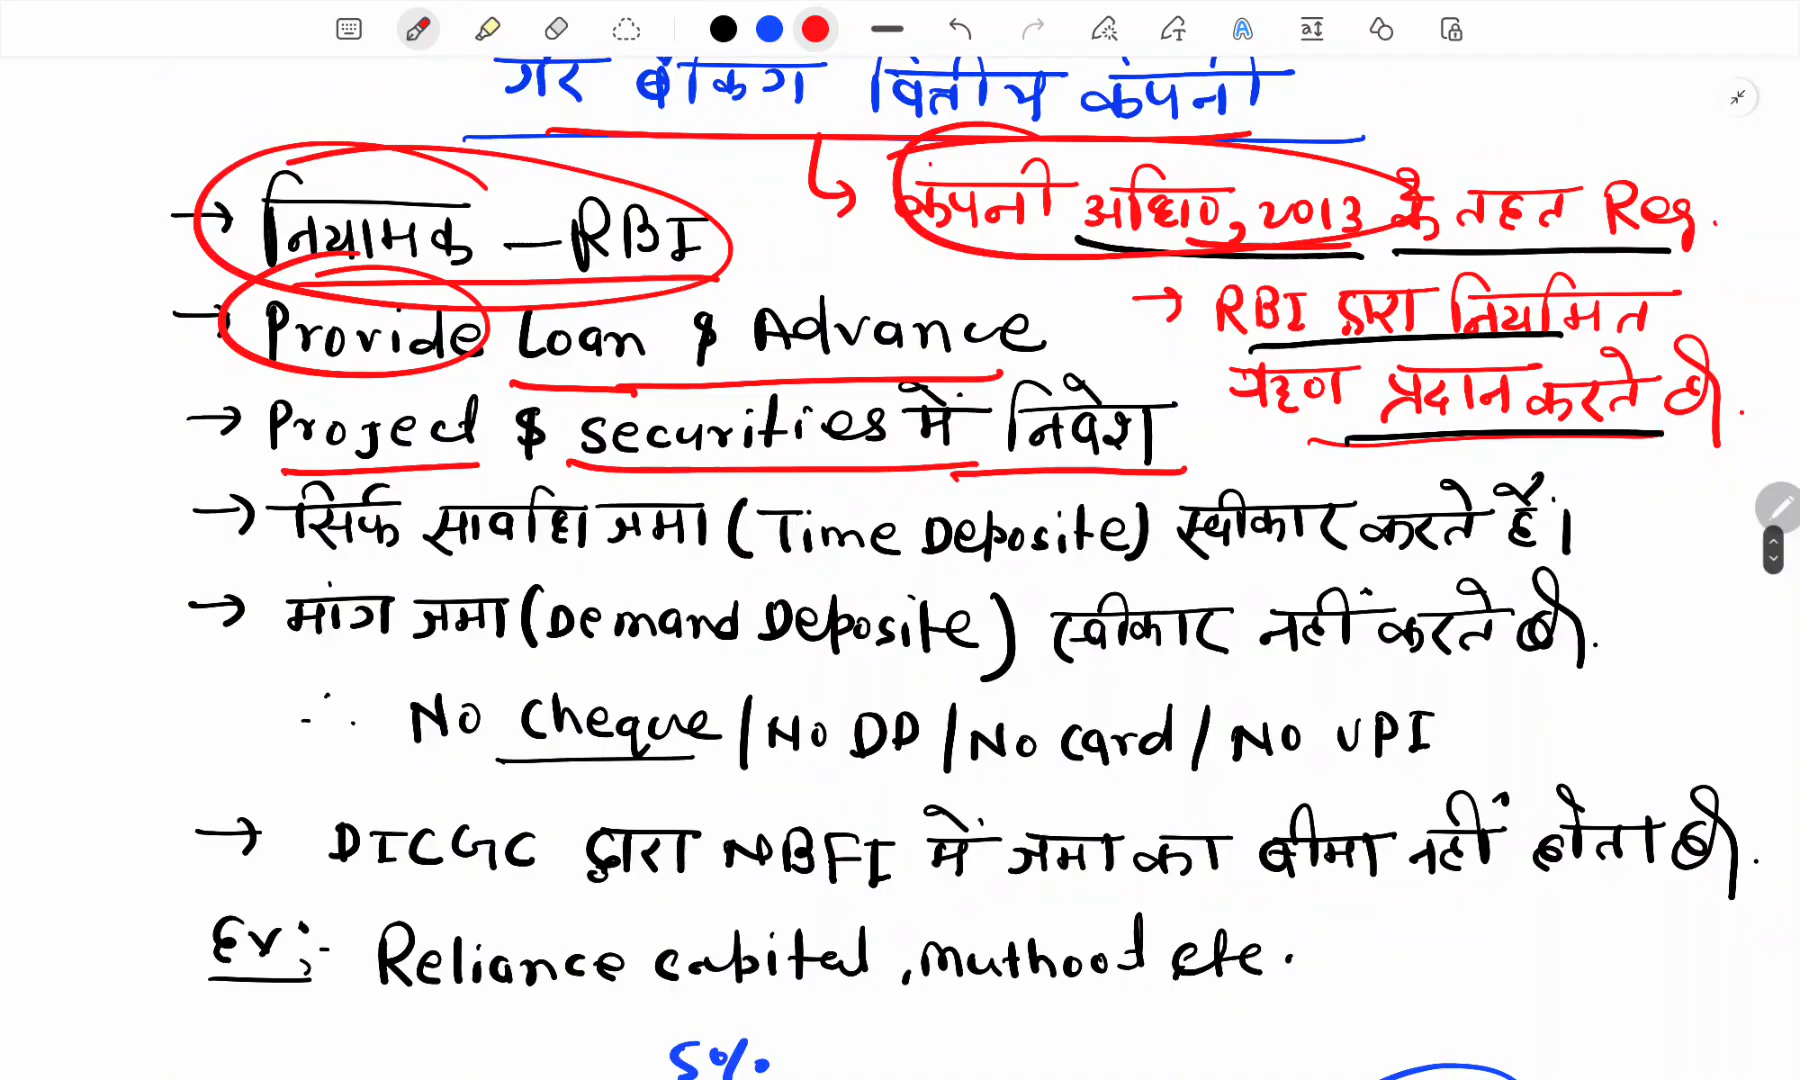 गैर बैंकिंग वित्तीय कंपनी
→ नियामक – RBI
↳ कंपनी अधि०, 2013 के तहत Reg.
→ Provide Loan & Advance
→ RBI द्वारा नियमित
ऋण प्रदान करते है.
→ Project & securities में निवेश
→ सिर्फ सावधि जमा (Time Deposite) स्वीकार करते हैं।
→ मांग जमा (Demand Deposite) स्वीकार नहीं करते है.
∴ No cheque / No DD / No card / No UPI
→ DICGC द्वारा NBFI में जमा का बीमा नहीं होता है.
Ex:- Reliance capital, muthoot etc.
5%